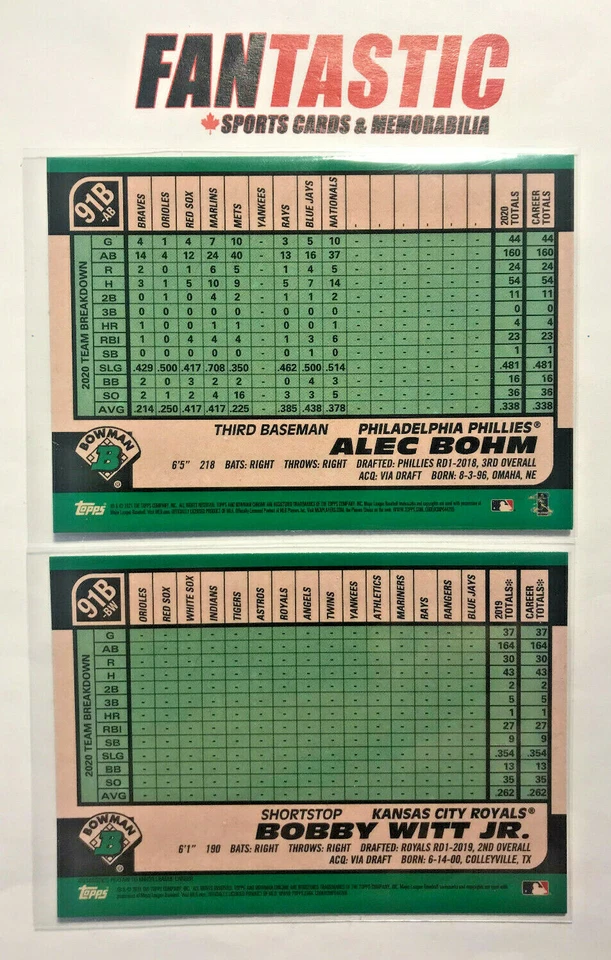 FANTASTIC
SPORTS CARDS & MEMORABILIA
91B
-AB
BRAVES ORIOLES RED SOX MARLINS METS YANKEES RAYS BLUE JAYS NATIONALS 2020 TOTALS CAREER TOTALS
2020 TEAM BREAKDOWN
G 4 1 4 7 10 - 3 5 10 - - - - - - 44 44
AB 14 4 12 24 40 - 13 16 37 - - - - - - 160 160
R 2 0 1 6 5 - 1 4 5 - - - - - - 24 24
H 3 1 5 10 9 - 5 7 14 - - - - - - 54 54
2B 0 1 0 4 2 - 1 1 2 - - - - - - 11 11
3B 0 0 0 0 0 - 0 0 0 - - - - - - 0 0
HR 1 0 0 1 1 - 0 0 1 - - - - - - 4 4
RBI 1 0 4 4 4 - 1 3 6 - - - - - - 23 23
SB 0 0 0 0 0 - 0 1 0 - - - - - - 1 1
SLG .429 .500 .417 .708 .350 - .462 .500 .514 - - - - - - .481 .481
BB 2 0 3 2 2 - 0 4 3 - - - - - - 16 16
SO 2 1 2 4 16 - 3 3 5 - - - - - - 36 36
AVG .214 .250 .417 .417 .225 - .385 .438 .378 - - - - - - .338 .338
BOWMAN
B
THIRD BASEMAN PHILADELPHIA PHILLIES®
ALEC BOHM
6'5" 218 BATS: RIGHT THROWS: RIGHT DRAFTED: PHILLIES RD1-2018, 3RD OVERALL
ACQ: VIA DRAFT BORN: 8-3-96, OMAHA, NE
Topps
91B
-BW
ORIOLES RED SOX WHITE SOX INDIANS TIGERS ASTROS ROYALS ANGELS TWINS YANKEES ATHLETICS MARINERS RAYS RANGERS BLUE JAYS 2019 TOTALS* CAREER TOTALS*
2020 TEAM BREAKDOWN
G - - - - - - - - - - - - - - - 37 37
AB - - - - - - - - - - - - - - - 164 164
R - - - - - - - - - - - - - - - 30 30
H - - - - - - - - - - - - - - - 43 43
2B - - - - - - - - - - - - - - - 2 2
3B - - - - - - - - - - - - - - - 5 5
HR - - - - - - - - - - - - - - - 1 1
RBI - - - - - - - - - - - - - - - 27 27
SB - - - - - - - - - - - - - - - 9 9
SLG - - - - - - - - - - - - - - - .354 .354
BB - - - - - - - - - - - - - - - 13 13
SO - - - - - - - - - - - - - - - 35 35
AVG - - - - - - - - - - - - - - - .262 .262
BOWMAN
B
SHORTSTOP KANSAS CITY ROYALS®
BOBBY WITT JR.
6'1" 190 BATS: RIGHT THROWS: RIGHT DRAFTED: ROYALS RD1-2019, 2ND OVERALL
ACQ: VIA DRAFT BORN: 6-14-00, COLLEYVILLE, TX
Topps